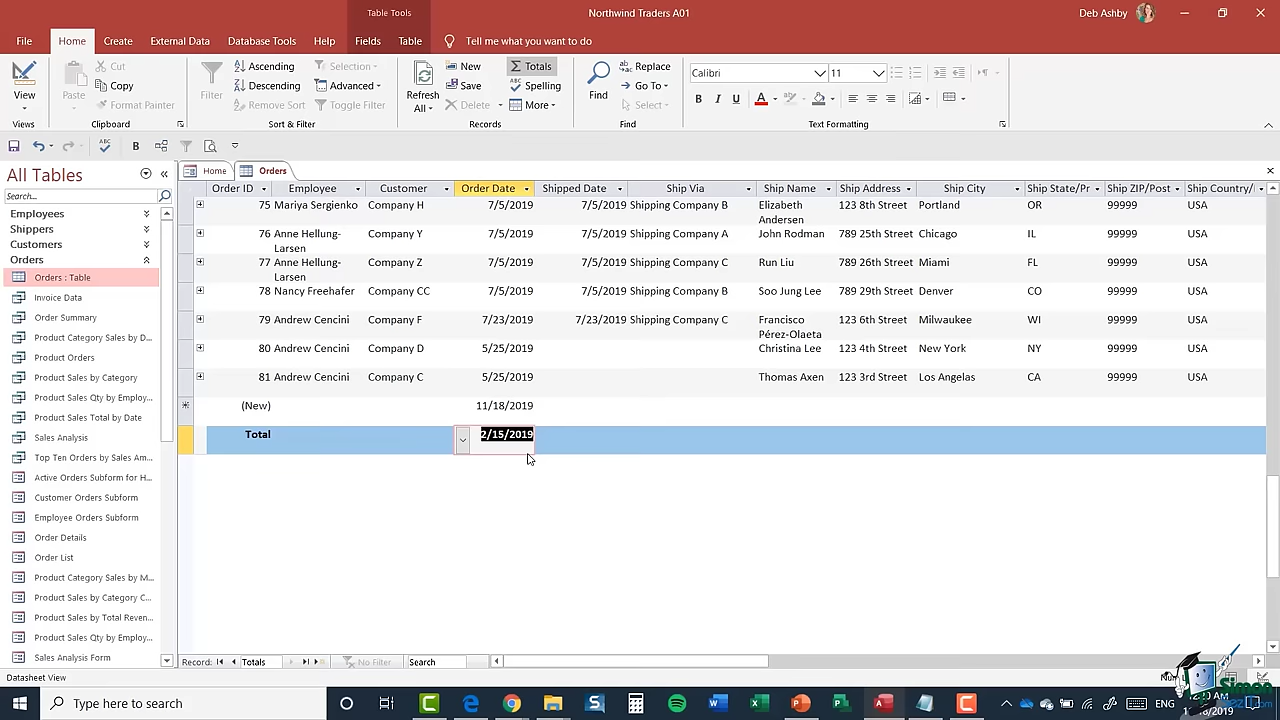 Table Tools
Northwind Traders A01
Deb Ashby
File Home Create External Data Database Tools Help Fields Table Tell me what you want to do
View
Paste
Cut
Copy
Format Painter
Filter
Ascending
Descending
Remove Sort
Selection
Advanced
Toggle Filter
Refresh
All
New
Save
Delete
Totals
Spelling
More
Find
Replace
Go To
Select
Calibri 11
B I U
Views Clipboard Sort & Filter Records Find Text Formatting
All Tables
Search...
Employees
Shippers
Customers
Orders
Orders : Table
Invoice Data
Order Summary
Product Category Sales by D...
Product Orders
Product Sales by Category
Product Sales Qty by Employ...
Product Sales Total by Date
Sales Analysis
Top Ten Orders by Sales Am...
Active Orders Subform for H...
Customer Orders Subform
Employee Orders Subform
Order Details
Order List
Product Category Sales by M...
Product Sales by Category C...
Product Sales by Total Reven...
Product Sales Qty by Employ...
Sales Analysis Form
Home Orders
Order ID Employee Customer Order Date Shipped Date Ship Via Ship Name Ship Address Ship City Ship State/Pr Ship ZIP/Post Ship Country/
75 Mariya Sergienko Company H 7/5/2019 7/5/2019 Shipping Company B Elizabeth 123 8th Street Portland OR 99999 USA
Andersen
76 Anne Hellung- Company Y 7/5/2019 7/5/2019 Shipping Company A John Rodman 789 25th Street Chicago IL 99999 USA
Larsen
77 Anne Hellung- Company Z 7/5/2019 7/5/2019 Shipping Company C Run Liu 789 26th Street Miami FL 99999 USA
Larsen
78 Nancy Freehafer Company CC 7/5/2019 7/5/2019 Shipping Company B Soo Jung Lee 789 29th Street Denver CO 99999 USA
79 Andrew Cencini Company F 7/23/2019 7/23/2019 Shipping Company C Francisco 123 6th Street Milwaukee WI 99999 USA
Pérez-Olaeta
80 Andrew Cencini Company D 5/25/2019 Christina Lee 123 4th Street New York NY 99999 USA
81 Andrew Cencini Company C 5/25/2019 Thomas Axen 123 3rd Street Los Angelas CA 99999 USA
(New) 11/18/2019
Total 2/15/2019
Record: Totals No Filter Search
Datasheet View
Type here to search
ENG